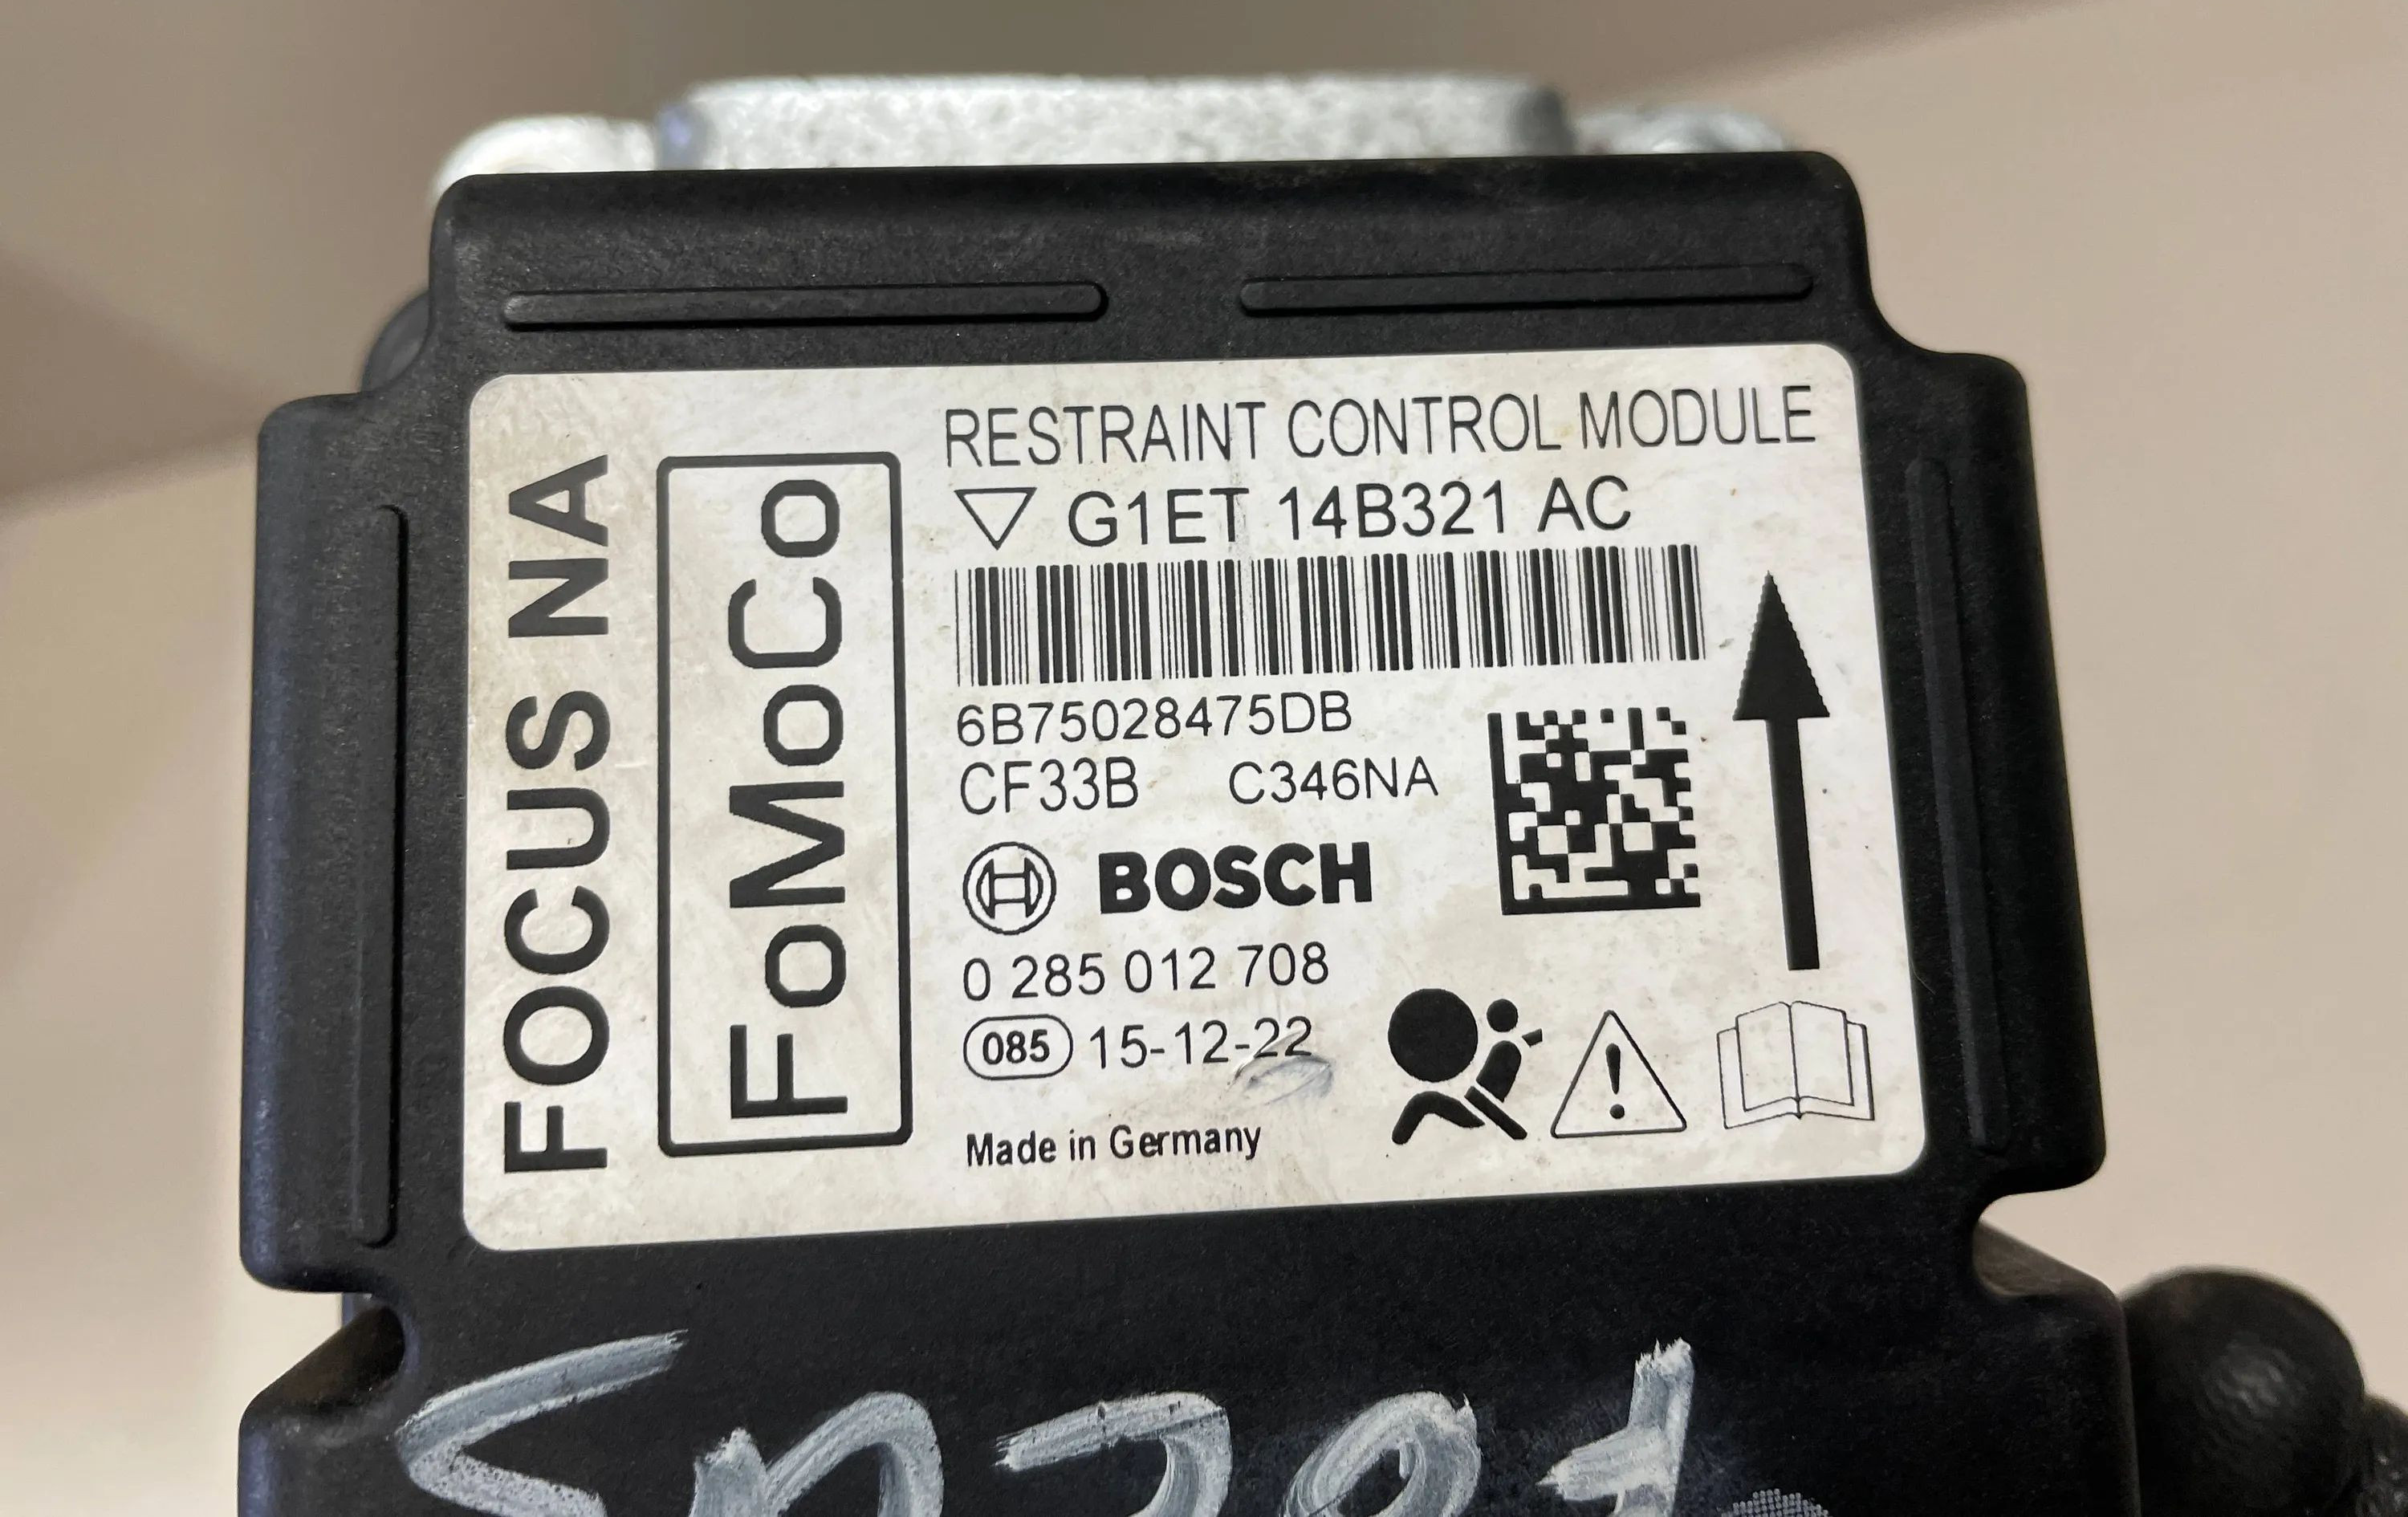 FOCUS NA
FoMoCo
RESTRAINT CONTROL MODULE
G1ET 14B321 AC
6B75028475DB
CF33B C346NA
BOSCH
0 285 012 708
085 15-12-22
Made in Germany